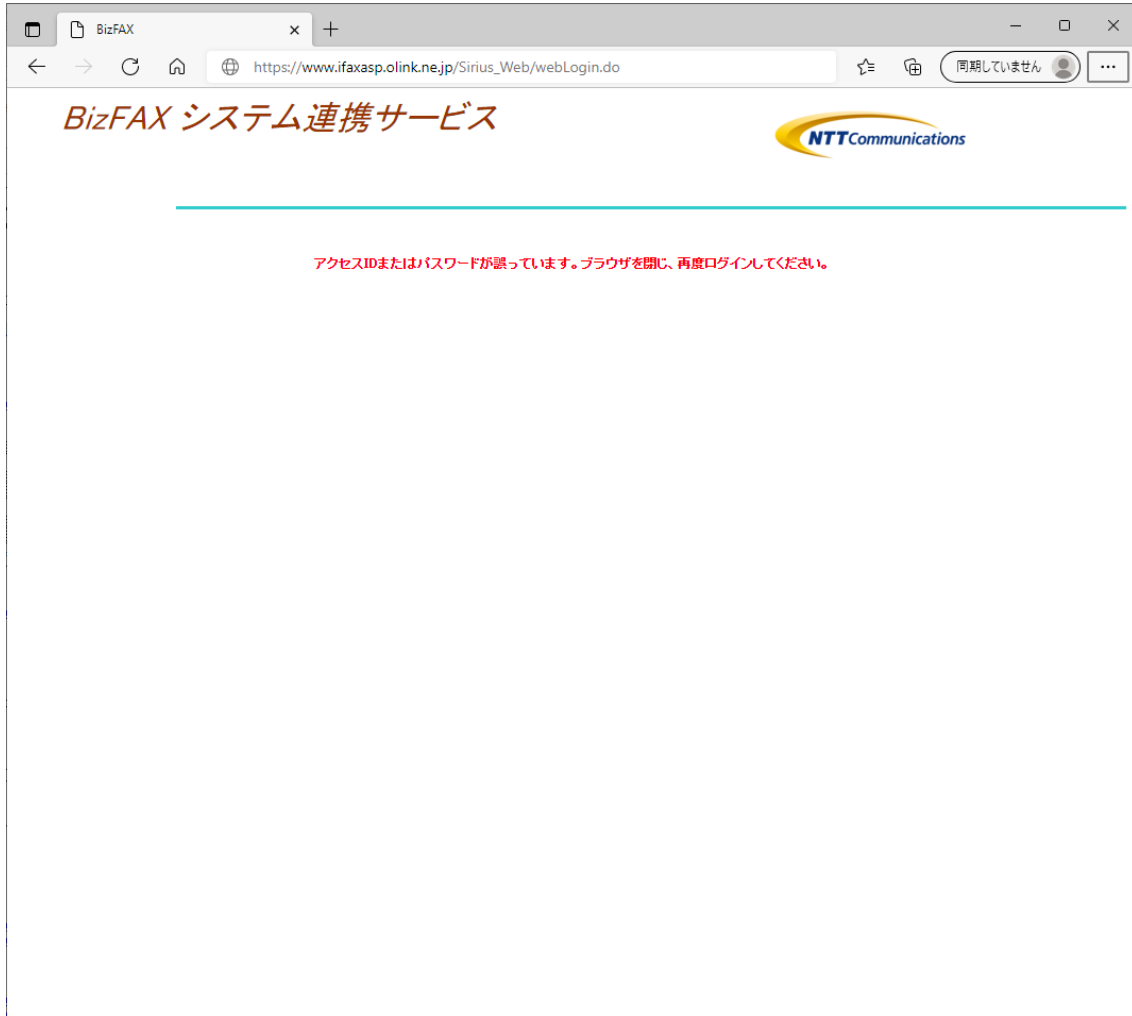 BizFAX
https://www.ifaxasp.olink.ne.jp/Sirius_Web/webLogin.do
同期していません
BizFAX システム連携サービス
NTT Communications
アクセスIDまたはパスワードが誤っています。ブラウザを閉じ、再度ログインしてください。